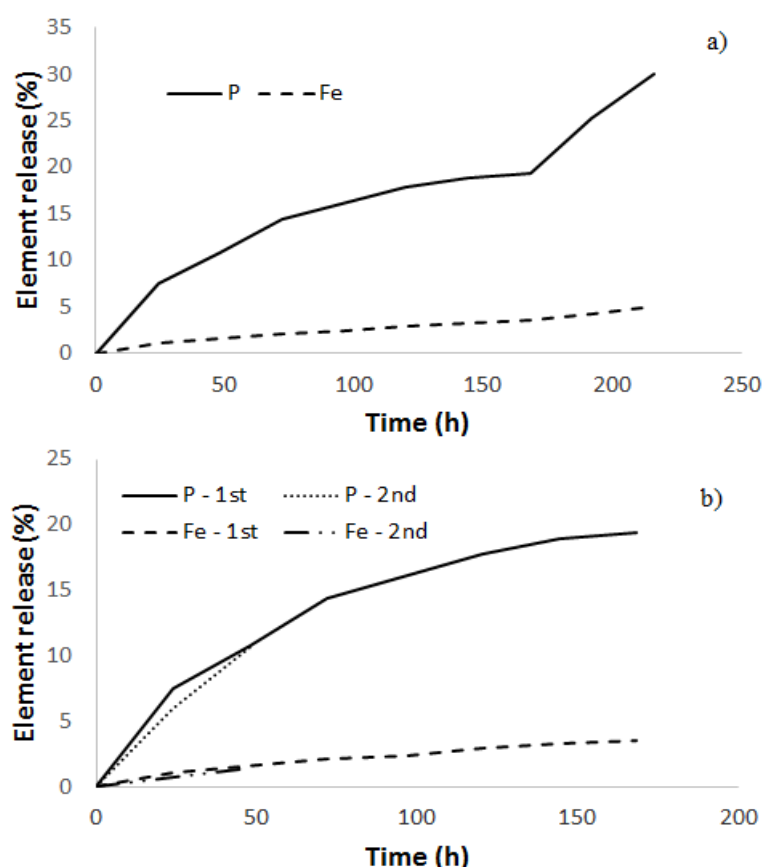 35
a)
30
P Fe
25
20
15
10
5
0
0 50 100 150 200 250
Element release (%)
Time (h)
25
P - 1st P - 2nd
b)
Fe - 1st Fe - 2nd
20
15
10
5
0
0 50 100 150 200
Element release (%)
Time (h)